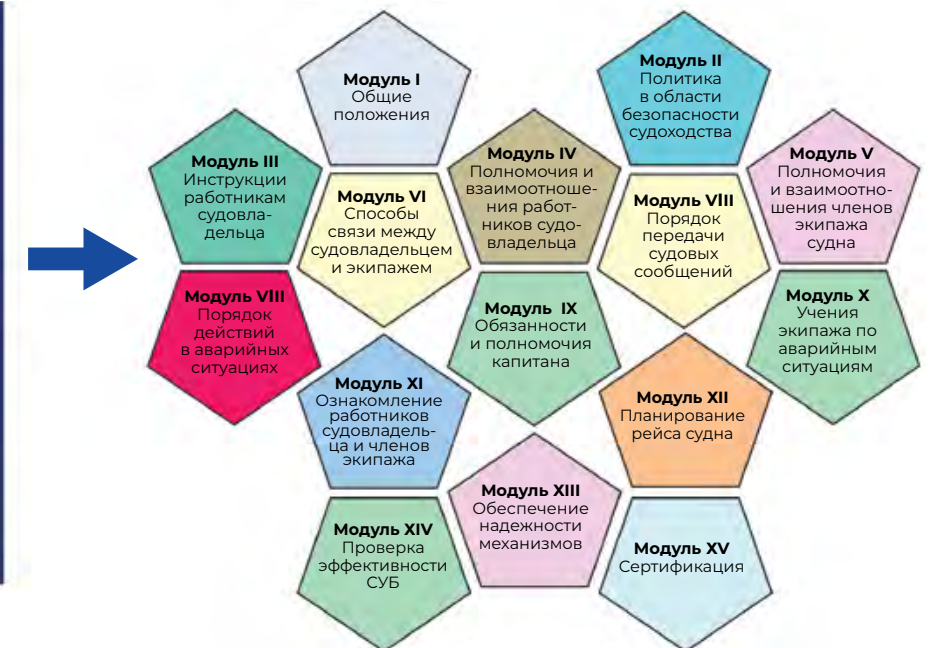 Модуль I
Общие
положения
Модуль II
Политика
в области
безопасности
судоходства
Модуль III
Инструкции
работникам
судовла-
дельца
Модуль IV
Полномочия и
взаимоотноше-
ния работ-
ников судо-
владельца
Модуль V
Полномочия
и взаимоотно-
шения членов
экипажа
судна
Модуль VI
Способы
связи между
судовладельцем
и экипажем
Модуль VIII
Порядок
передачи
судовых
сообщений
Модуль VIII
Порядок
действий
в аварийных
ситуациях
Модуль IX
Обязанности
и полномочия
капитана
Модуль X
Учения
экипажа по
аварийным
ситуациям
Модуль XI
Ознакомление
работников
судовладель-
ца и членов
экипажа
Модуль XII
Планирование
рейса судна
Модуль XIII
Обеспечение
надежности
механизмов
Модуль XIV
Проверка
эффективности
СУБ
Модуль XV
Сертификация